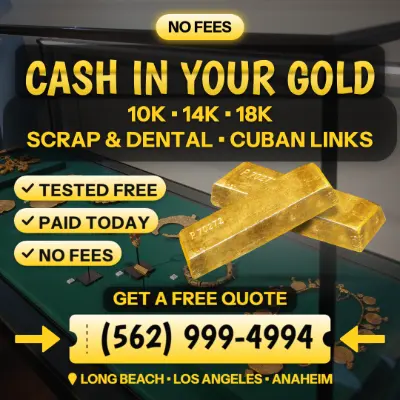 NO FEES
CASH IN YOUR GOLD
10K • 14K • 18K
SCRAP & DENTAL • CUBAN LINKS
✓ TESTED FREE
✓ PAID TODAY
✓ NO FEES
GET A FREE QUOTE
(562) 999-4994
LONG BEACH • LOS ANGELES • ANAHEIM